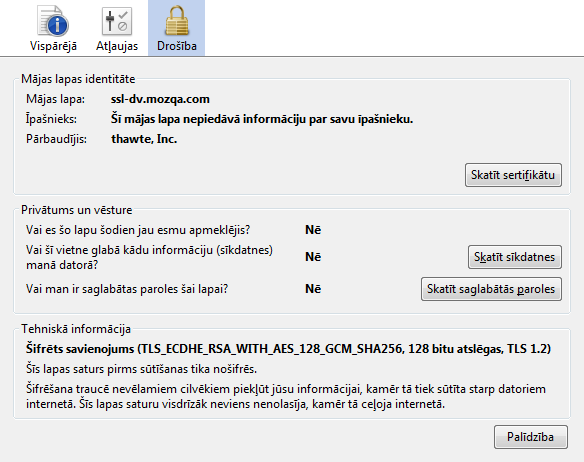 Vispārējā Atļaujas Drošība
Mājas lapas identitāte
Mājas lapa: ssl-dv.mozqa.com
Īpašnieks: Šī mājas lapa nepiedāvā informāciju par savu īpašnieku.
Pārbaudījis: thawte, Inc.
Skatīt sertifikātu
Privātums un vēsture
Vai es šo lapu šodien jau esmu apmeklējis? Nē
Vai šī vietne glabā kādu informāciju (sīkdatnes)
manā datorā? Nē Skatīt sīkdatnes
Vai man ir saglabātas paroles šai lapai? Nē Skatīt saglabātās paroles
Tehniskā informācija
Šifrēts savienojums (TLS_ECDHE_RSA_WITH_AES_128_GCM_SHA256, 128 bitu atslēgas, TLS 1.2)
Šīs lapas saturs pirms sūtīšanas tika nošifrēts.
Šifrēšana traucē nevēlamiem cilvēkiem piekļūt jūsu informācijai, kamēr tā tiek sūtīta starp datoriem
internetā. Šīs lapas saturu visdrīzāk neviens nenolasīja, kamēr tā ceļoja internetā.
Palīdzība